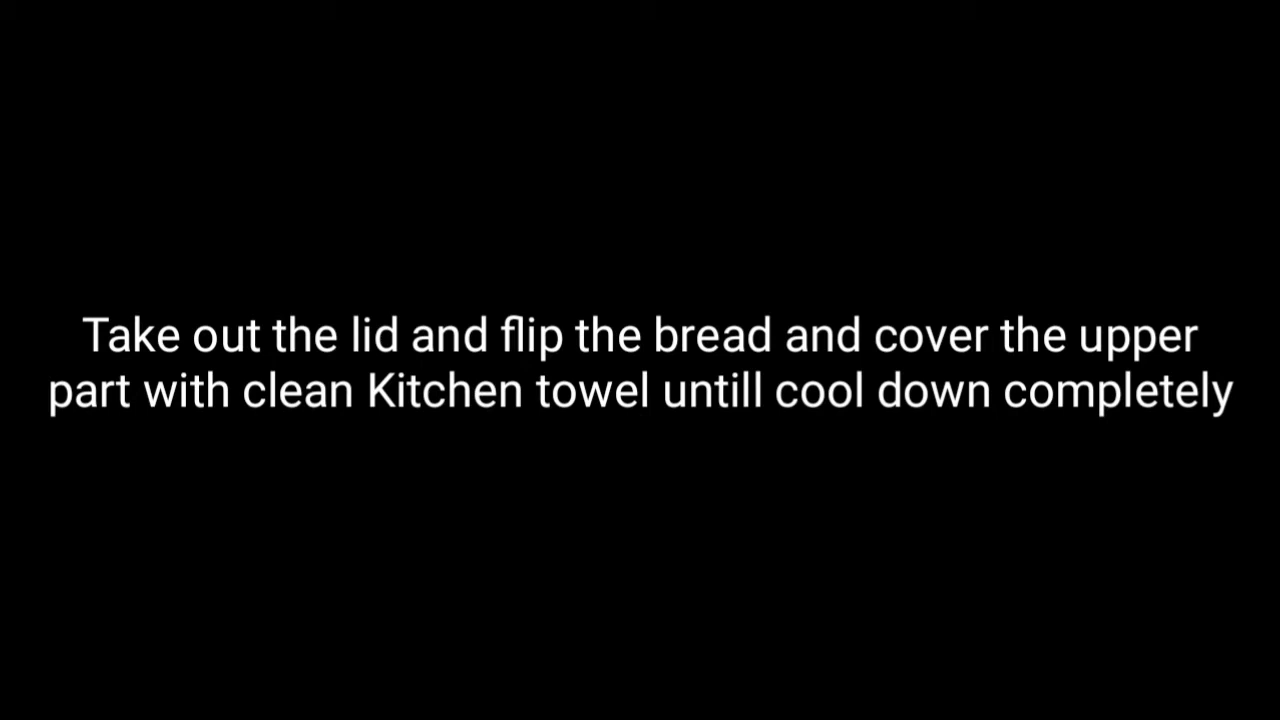 Take out the lid and flip the bread and cover the upper
part with clean Kitchen towel untill cool down completely